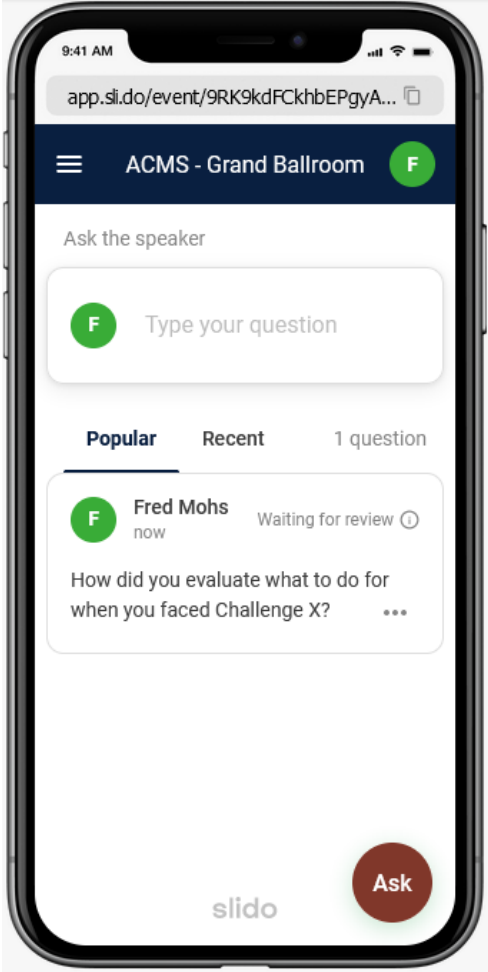 9:41 AM
app.sli.do/event/9RK9kdFCkhbEPgyA...
ACMS - Grand Ballroom
F
Ask the speaker
F
Type your question
Popular
Recent
1 question
F
Fred Mohs
now
Waiting for review
How did you evaluate what to do for
when you faced Challenge X?
Ask
slido